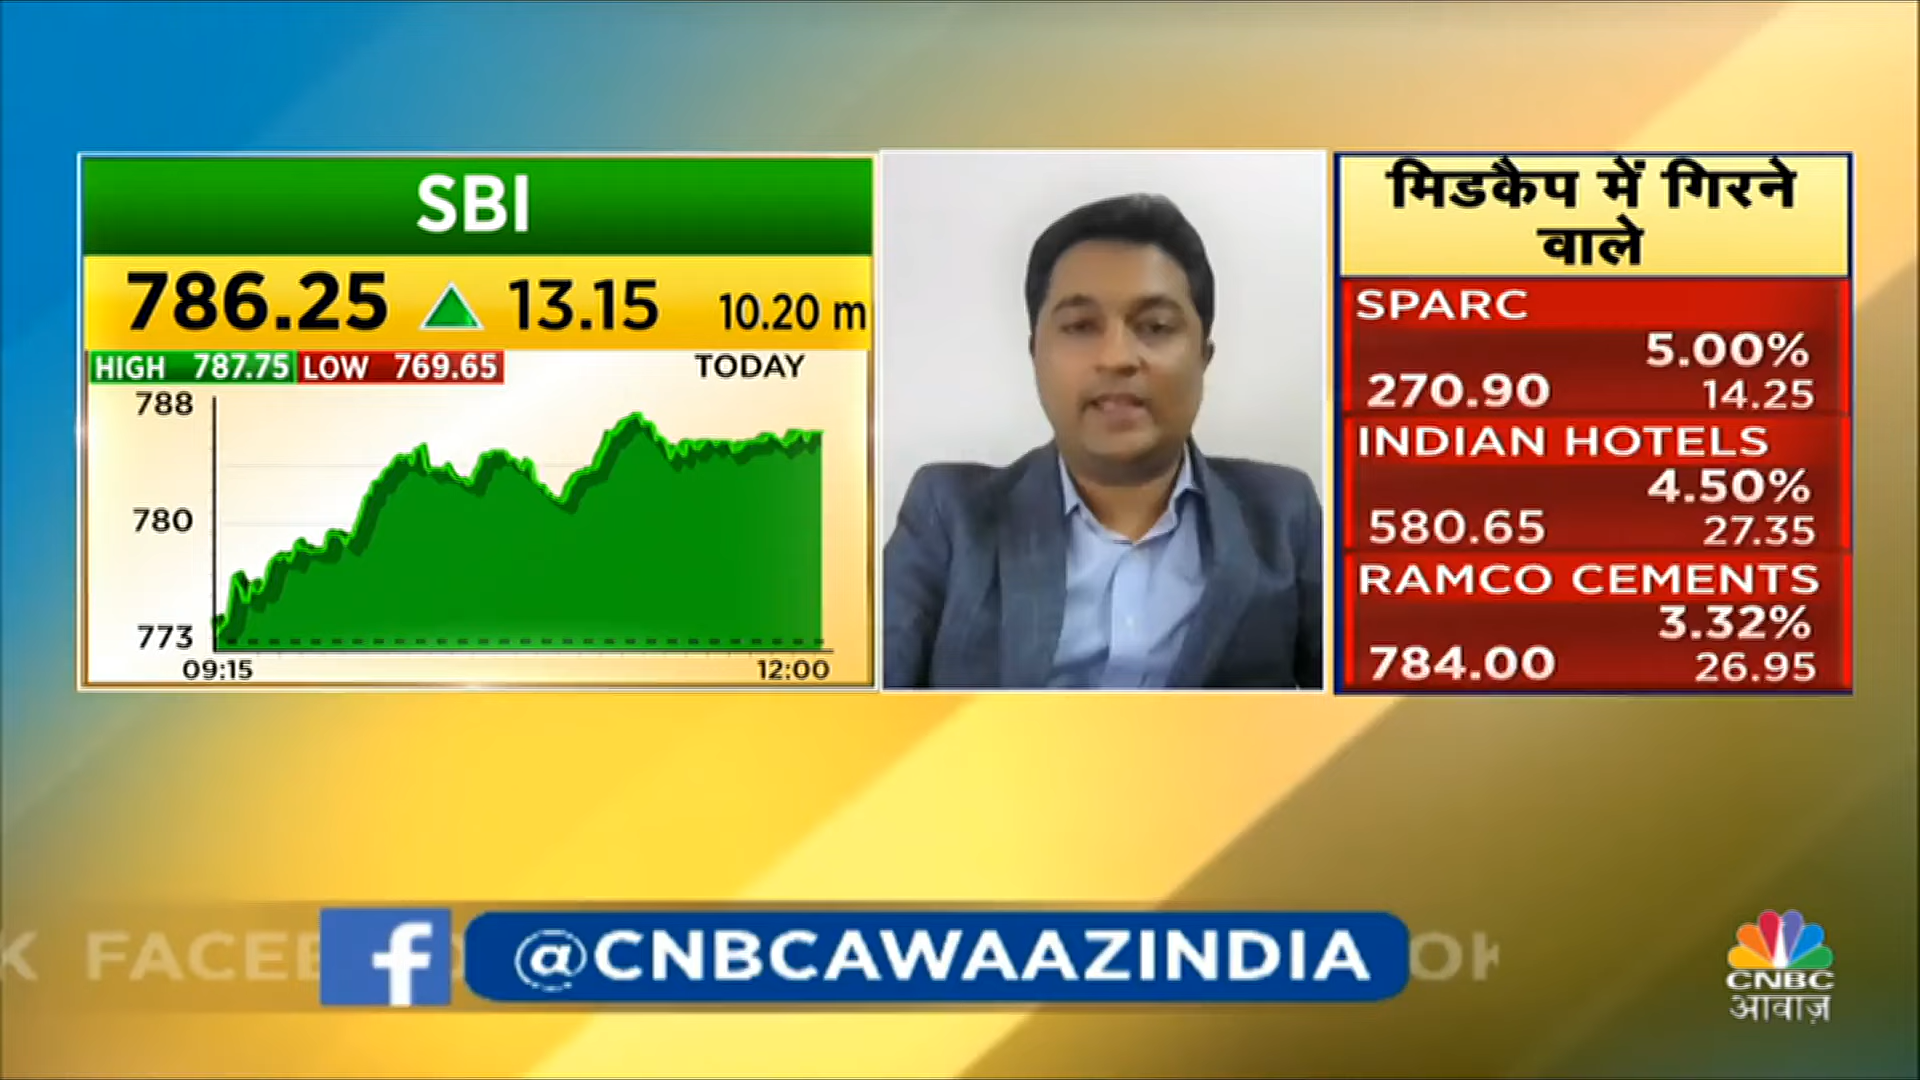 SBI
786.25 13.15 10.20 m
HIGH 787.75 LOW 769.65 TODAY
788
780
773
09:15 12:00
मिडकैप में गिरने
वाले
SPARC
5.00%
270.90 14.25
INDIAN HOTELS
4.50%
580.65 27.35
RAMCO CEMENTS
3.32%
784.00 26.95
K FACEB f @CNBCAWAAZINDIA OK
CNBC
आवाज़